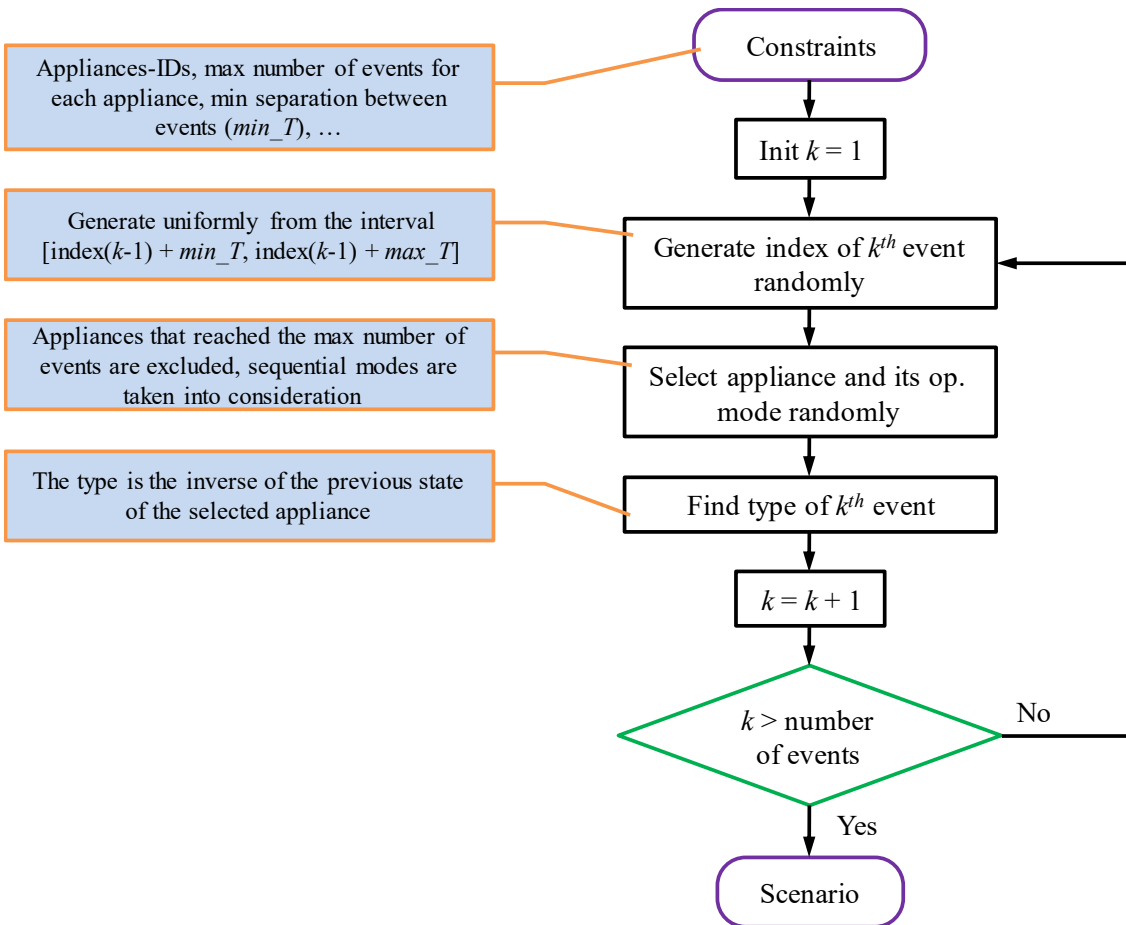 Constraints
Appliances-IDs, max number of events for
each appliance, min separation between
events (min_T), …
Init k = 1
Generate uniformly from the interval
[index(k-1) + min_T, index(k-1) + max_T]
Generate index of kth event
randomly
Appliances that reached the max number of
events are excluded, sequential modes are
taken into consideration
Select appliance and its op.
mode randomly
The type is the inverse of the previous state
of the selected appliance
Find type of kth event
k = k + 1
k > number
of events
No
Yes
Scenario